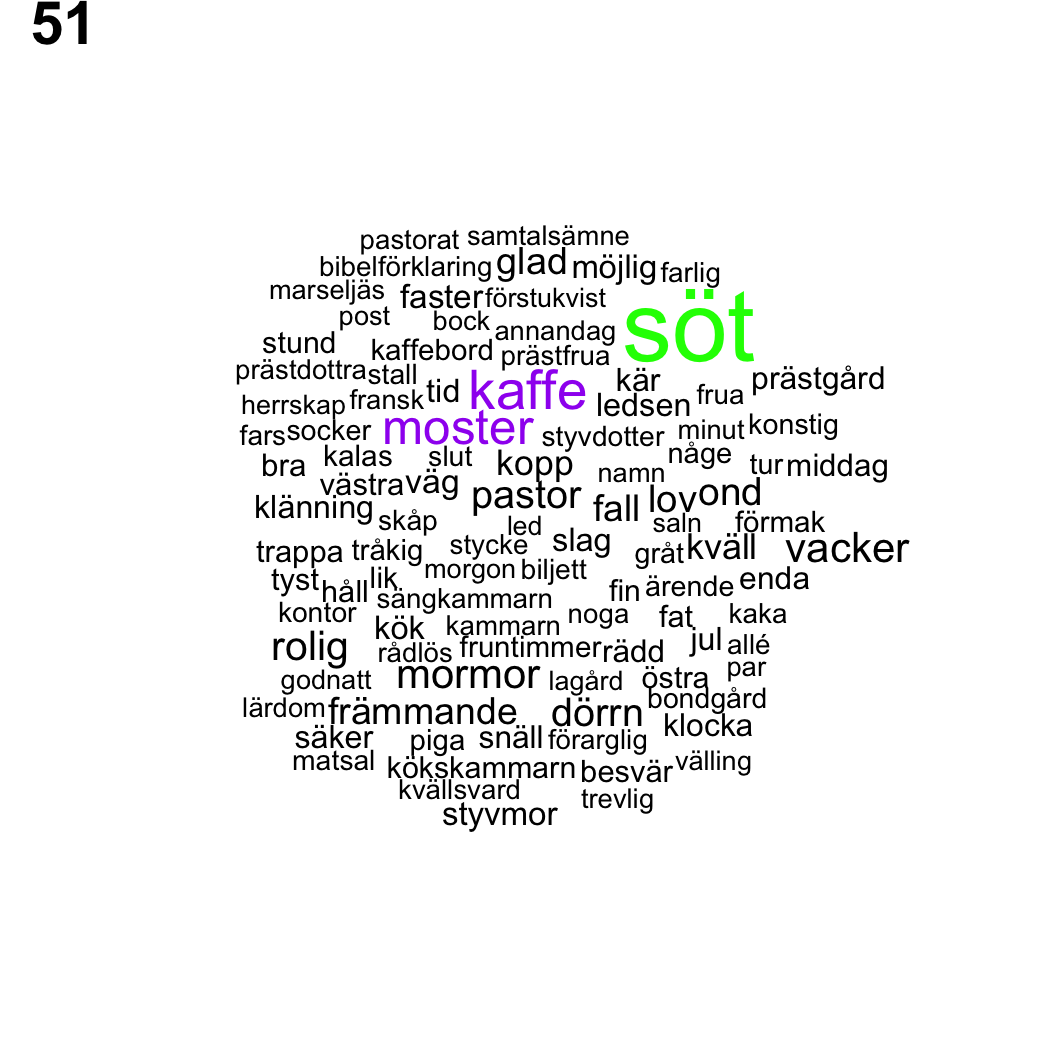 51
pastorat samtalsämne
bibelförklaring glad möjlig farlig
marseljäs faster förstukvist
söt
post bock annandag
stund kaffebord prästfrua
prästdottra stall tid kaffe kär frua prästgård
herrskap fransk ledsen
fars socker moster styvdotter minut konstig
bra kalas slut kopp namn någe tur middag
västra väg pastor fall lov ond
klänning skåp led saln förmak
trappa tråkig stycke slag gråt kväll vacker
tyst håll lik morgon biljett fin ärende enda
sängkammarn
kontor kök kammarn noga fat kaka
rolig rådlös fruntimmer rädd jul allé
godnatt mormor lagård östra par
lärdom främmande dörrn bondgård
säker piga snäll förarglig klocka
matsal kökskammarn besvär välling
kvällsvard trevlig
styvmor